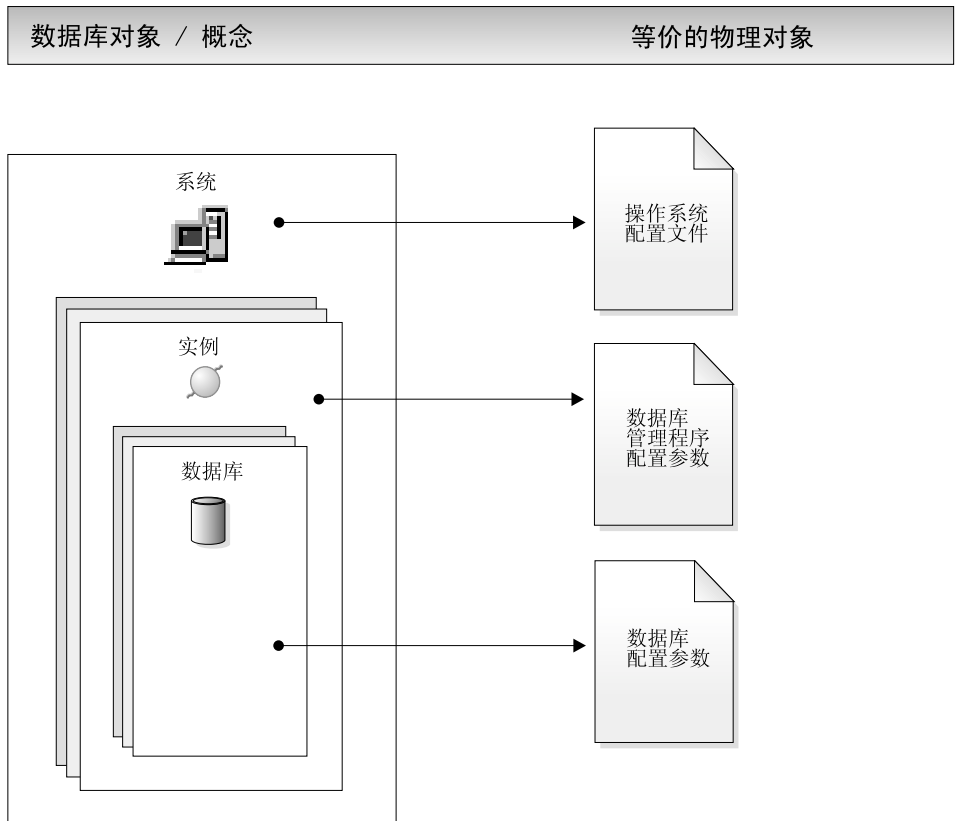 数据库对象 / 概念
等价的物理对象
系统
操作系统
配置文件
实例
数据库
管理程序
配置参数
数据库
数据库
配置参数